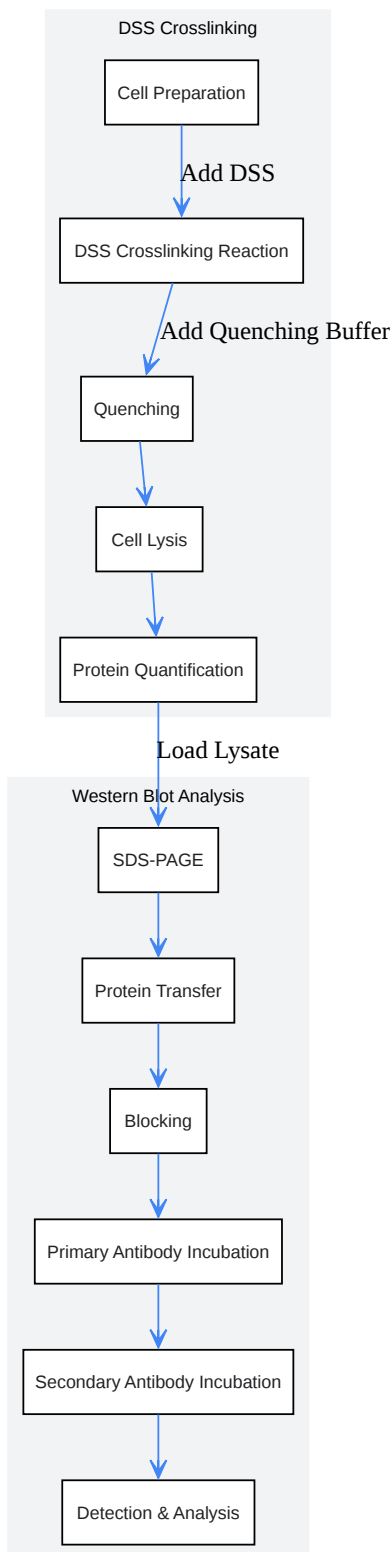 DSS Crosslinking
Cell Preparation
Add DSS
DSS Crosslinking Reaction
Add Quenching Buffer
Quenching
Cell Lysis
Protein Quantification
Load Lysate
Western Blot Analysis
SDS-PAGE
Protein Transfer
Blocking
Primary Antibody Incubation
Secondary Antibody Incubation
Detection & Analysis